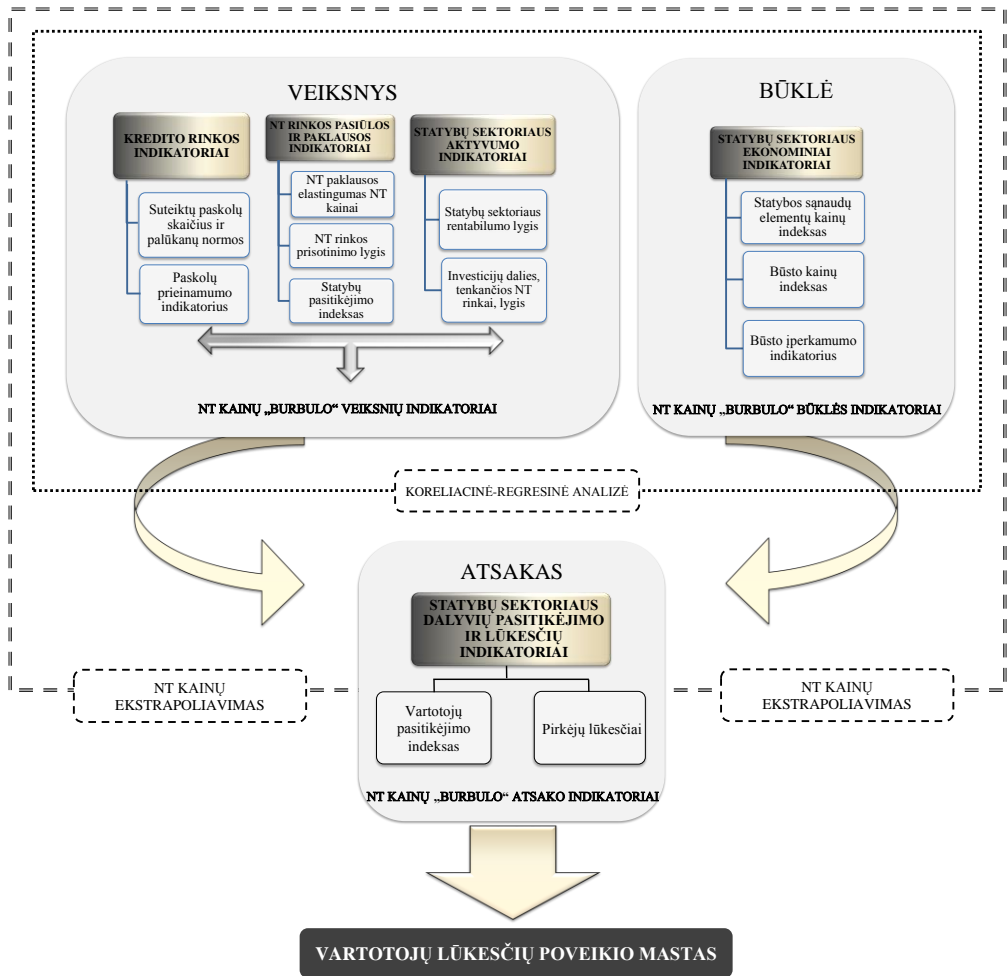 VEIKSNYS
KREDITO RINKOS
INDIKATORIAI
Suteiktų paskolų
skaičius ir
palūkanų normos
Paskolų
prieinamumo
indikatorius
NT RINKOS PASIŪLOS
IR PAKLAUSOS
INDIKATORIAI
NT paklausos
elastingumas NT
kainai
NT rinkos
prisotinimo lygis
Statybų
pasitikėjimo
indeksas
STATYBŲ SEKTORIAUS
AKTYVUMO
INDIKATORIAI
Statybų sektoriaus
rentabilumo lygis
Investicijų dalies,
tenkančios NT
rinkai, lygis
NT KAINŲ „BURBULO“ VEIKSNIŲ INDIKATORIAI
BŪKLĖ
STATYBŲ SEKTORIAUS
EKONOMINIAI
INDIKATORIAI
Statybos sąnaudų
elementų kainų
indeksas
Būsto kainų
indeksas
Būsto įperkamumo
indikatorius
NT KAINŲ „BURBULO“ BŪKLĖS INDIKATORIAI
KORELIACINĖ-REGRESINĖ ANALIZĖ
ATSAKAS
STATYBŲ SEKTORIAUS
DALYVIŲ PASITIKĖJIMO
IR LŪKESČIŲ
INDIKATORIAI
Vartotojų
pasitikėjimo
indeksas
Pirkėjų lūkesčiai
NT KAINŲ „BURBULO“ ATSAKO INDIKATORIAI
NT KAINŲ
EKSTRAPOLIAVIMAS
NT KAINŲ
EKSTRAPOLIAVIMAS
VARTOTOJŲ LŪKESČIŲ POVEIKIO MASTAS